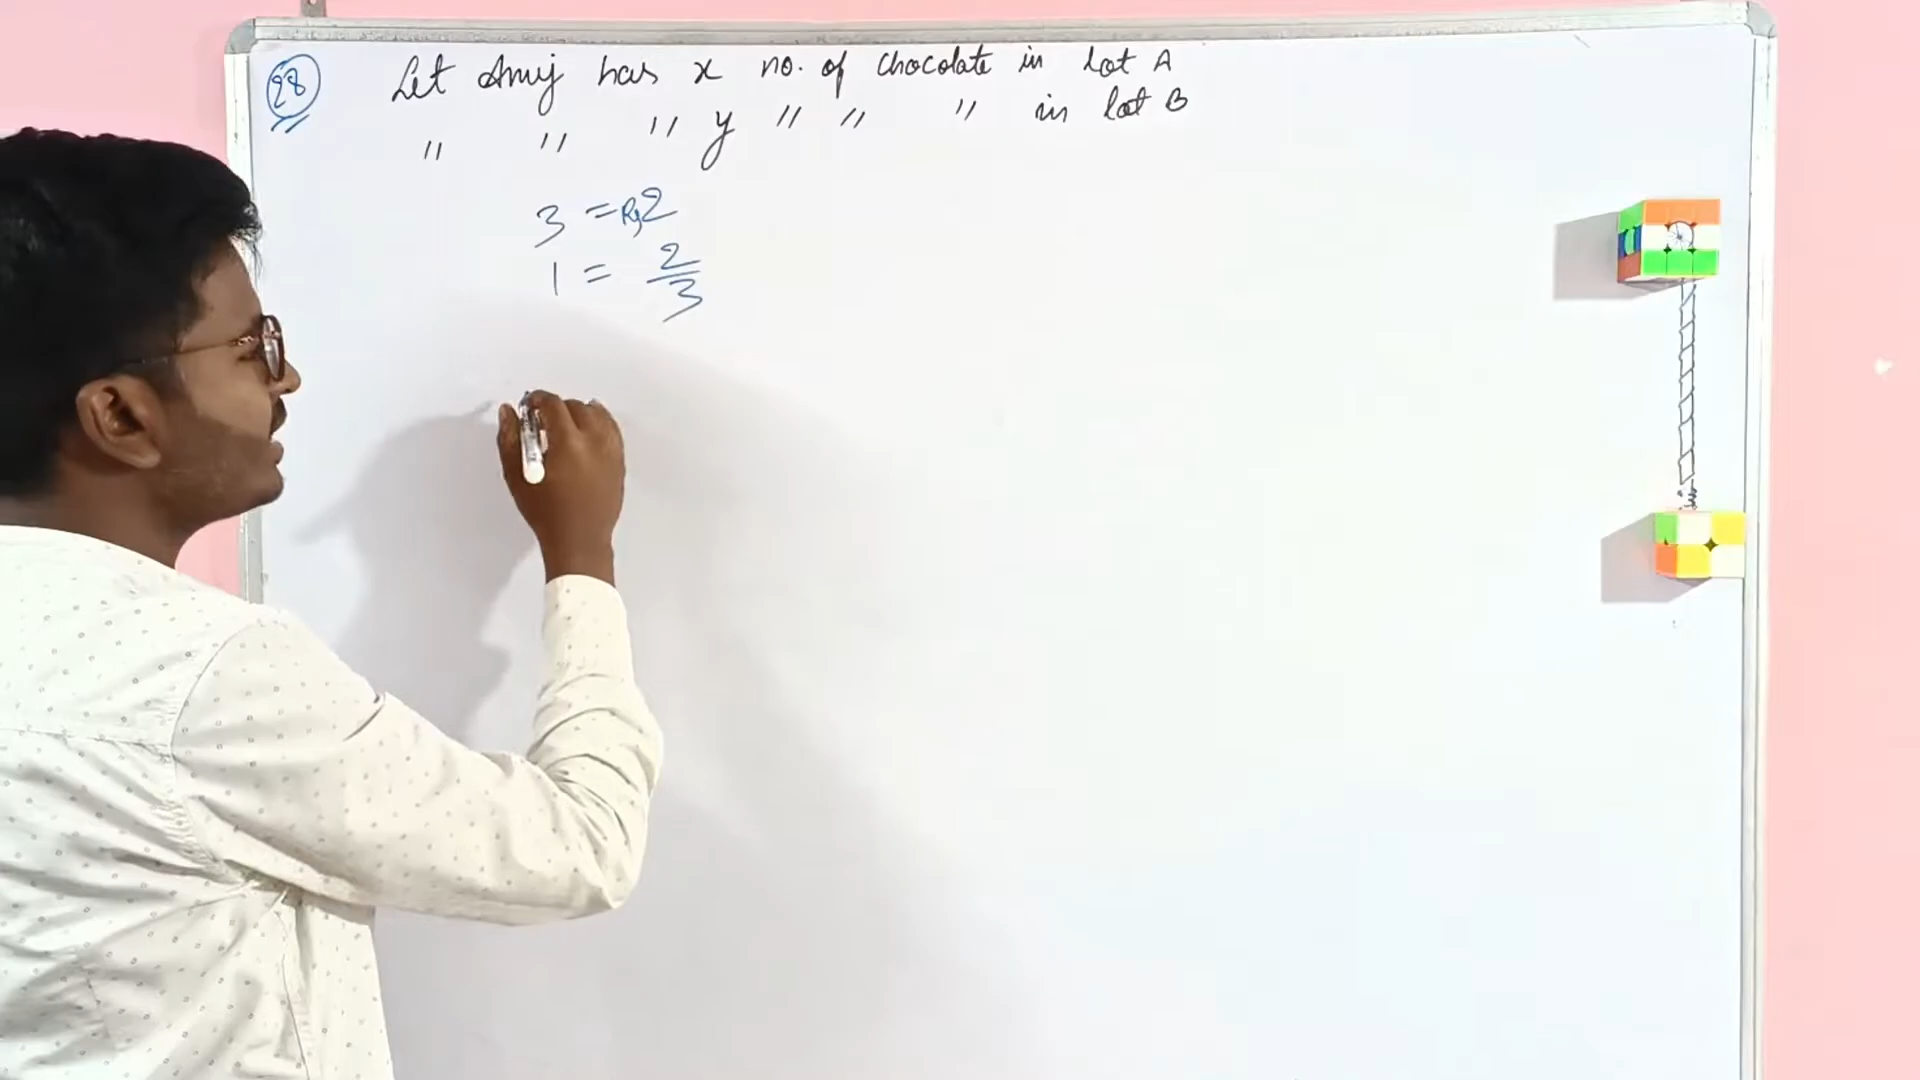 28
Let Anuj has x no. of chocolate in lot A
" " " y " " " in lot B
3 = Rs 2
1 = 2/3